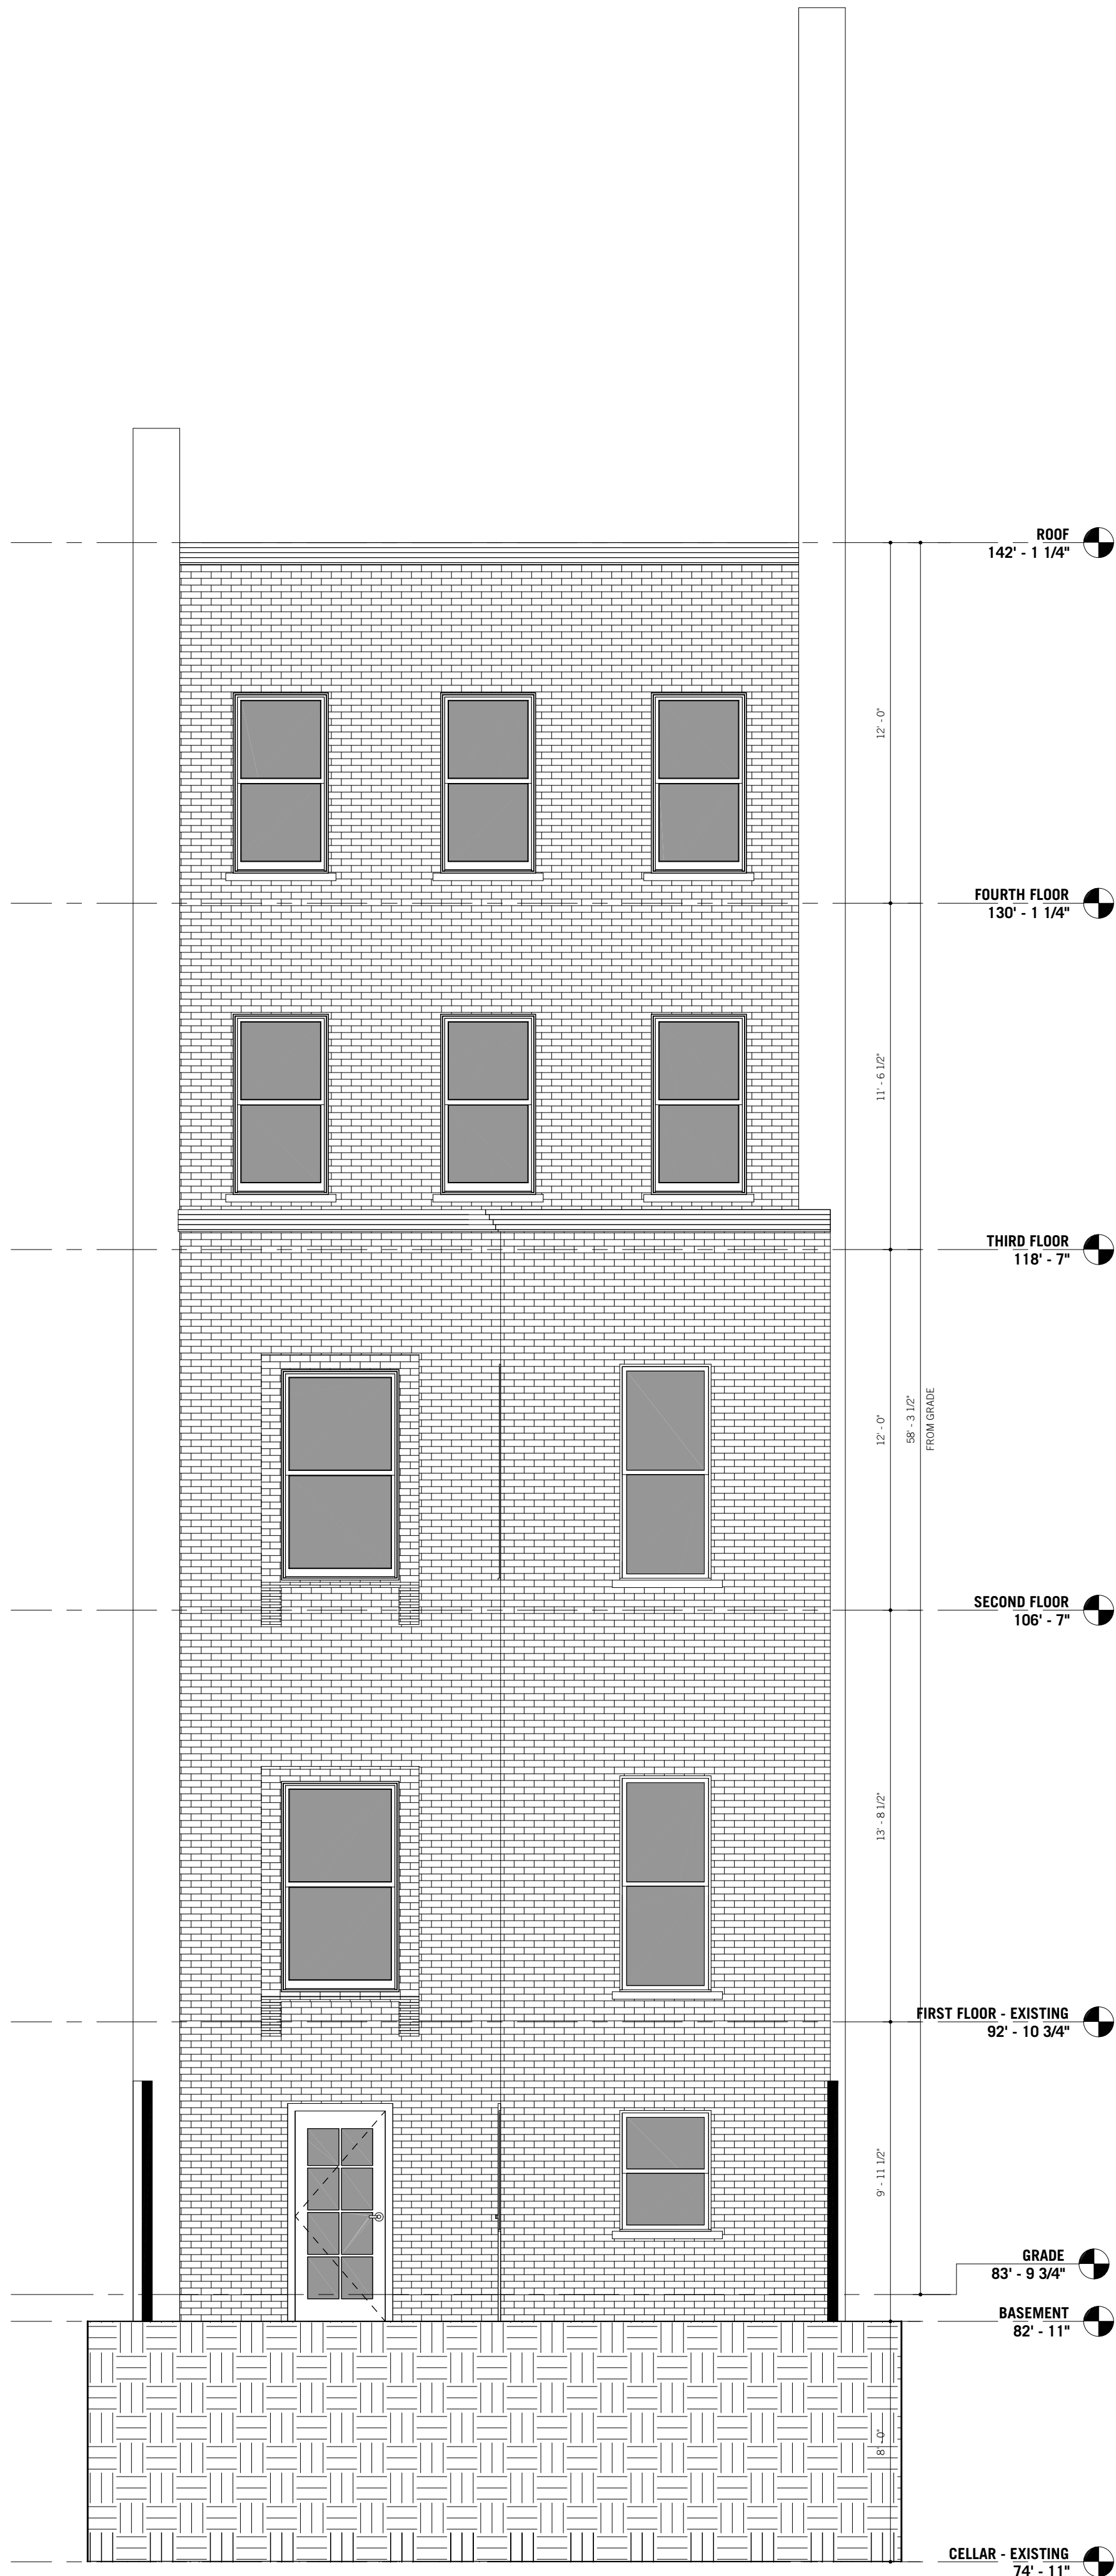 ROOF
142' - 1 1/4"
12' - 0"
FOURTH FLOOR
130' - 1 1/4"
11' - 6 1/2"
THIRD FLOOR
118' - 7"
12' - 0"
58' - 3 1/2"
FROM GRADE
SECOND FLOOR
106' - 7"
13' - 8 1/2"
FIRST FLOOR - EXISTING
92' - 10 3/4"
9' - 11 1/2"
GRADE
83' - 9 3/4"
BASEMENT
82' - 11"
8' - 0"
CELLAR - EXISTING
74' - 11"